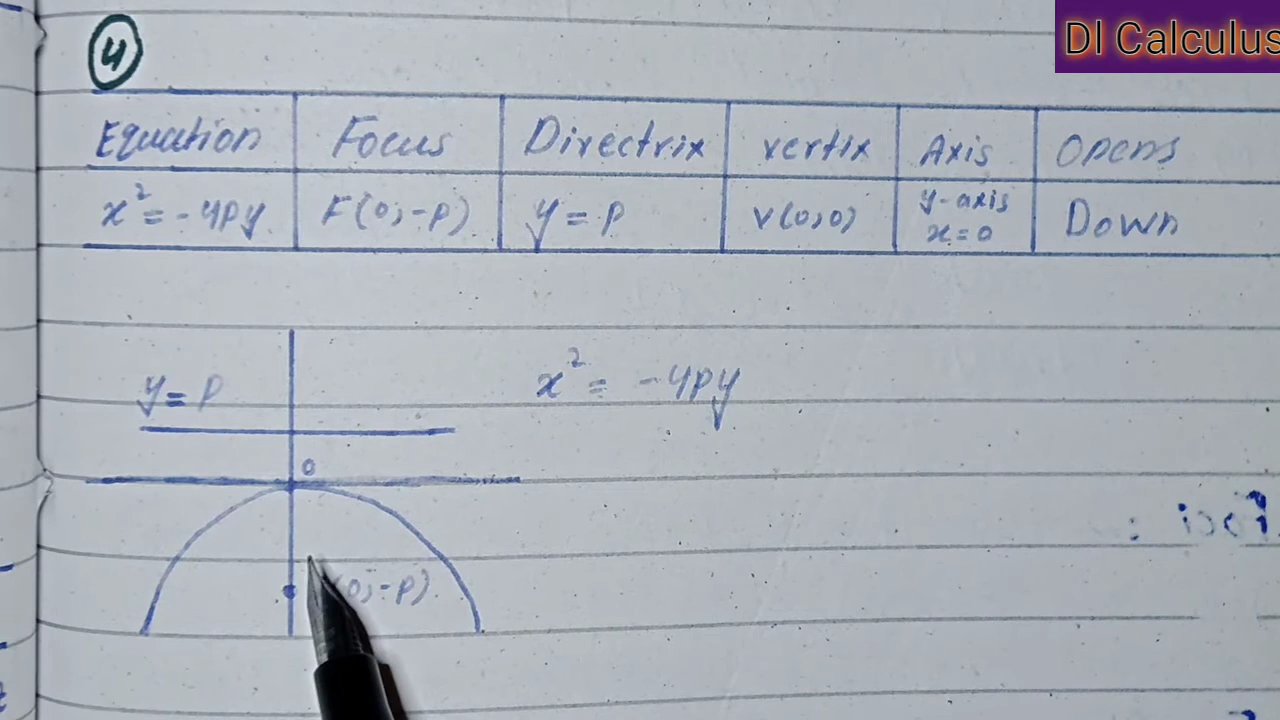 DI Calculus
4
Equation Focus Directrix vertix Axis Opens
x² = -4py F(0,-p) y = p v(0,0) y-axis x=0 Down
y = p x² = -4py
0
(0,-p)